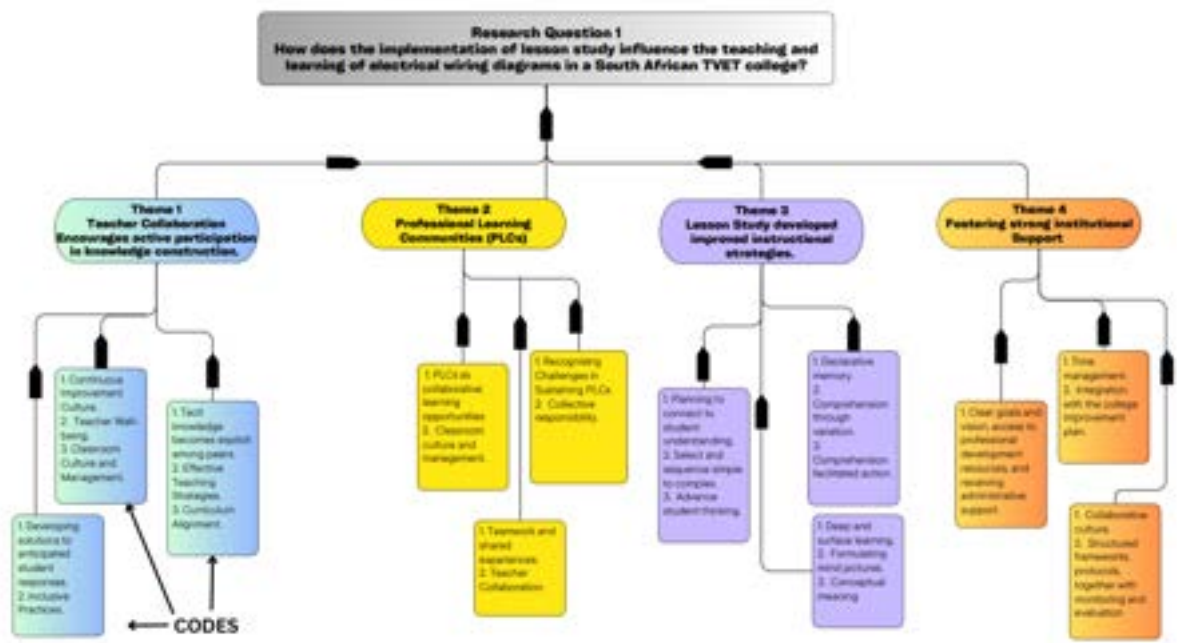 Research Question 1
How does the implementation of lesson study influence the teaching and
learning of electrical wiring diagrams in a South African TVET college?
Theme 1
Teacher Collaboration
Encourages active participation
in knowledge construction.
Theme 2
Professional Learning
Communities (PLCs)
Theme 3
Lesson Study developed
improved instructional
strategies.
Theme 4
Fostering strong institutional
Support
1. Developing
solutions to
anticipated
student
responses.
2. Inclusive
Practices.
1. Continuous
Improvement
Culture.
2. Teacher Well-
being.
3. Classroom
Culture and
Management.
1. Tacit
knowledge
becomes explicit
among peers.
2. Effective
Teaching
Strategies.
3. Curriculum
Alignment.
CODES
1. PLCs as
collaborative
learning
opportunities
2. Classroom
culture and
management.
1. Teamwork and
shared
experiences.
2. Teacher
Collaboration
1. Recognising
Challenges in
Sustaining PLCs.
2. Collective
responsibility.
1. Planning to
connect to
student
understanding.
2. Select and
sequence simple
to complex.
3. Advance
student thinking.
1. Declarative
memory.
2.
Comprehension
through
variation.
3.
Comprehension
facilitated action.
1. Deep and
surface learning.
2. Formulating
mind pictures.
3. Conceptual
meaning
1. Clear goals and
vision, access to
professional
development
resources, and
receiving
administrative
support.
1. Time
management.
2. Integration,
with the college
improvement
plan.
1. Collaborative
culture.
2. Structured
frameworks,
protocols,
together with
monitoring and
evaluation